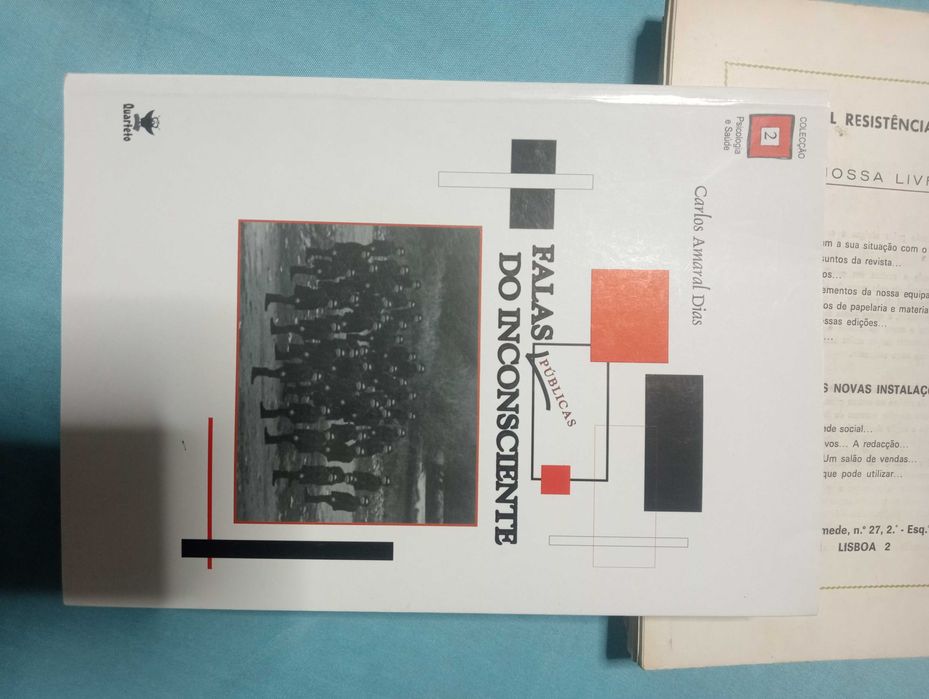 COLECÇÃO
2
Psicologia
e Saúde
Carlos Amaral Dias
FALAS PÚBLICAS
DO INCONSCIENTE
Quarteto
L RESISTÊNCIA
NOSSA LIVR
m a sua situação com o
suntos da revista...
os...
ementos da nossa equipa
os de papelaria e materia
ssas edições...
...
S NOVAS INSTALAÇ
de social...
vos... A redacção...
Um salão de vendas...
que pode utilizar...
mede, n.º 27, 2.º - Esq.
LISBOA 2